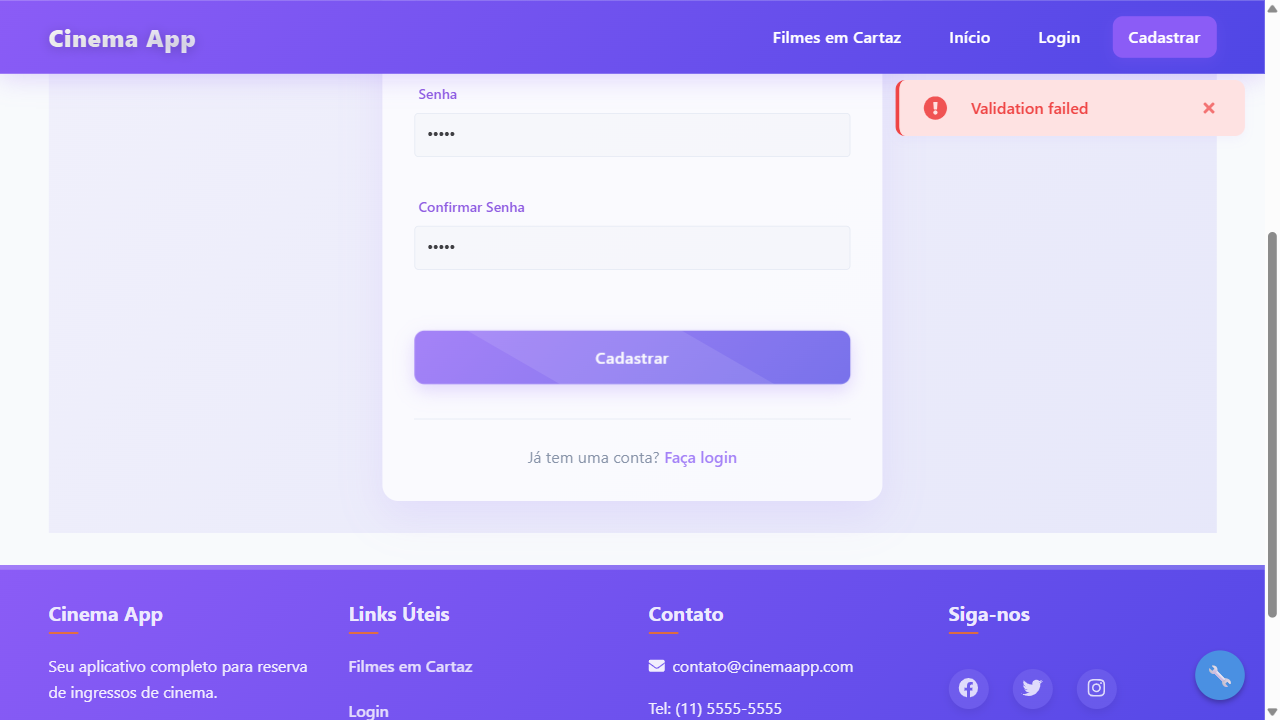 Cinema App
Filmes em Cartaz
Início
Login
Cadastrar
Validation failed
Senha
•••••
Confirmar Senha
•••••
Cadastrar
Já tem uma conta? Faça login
Cinema App
Seu aplicativo completo para reserva
de ingressos de cinema.
Links Úteis
Filmes em Cartaz
Login
Contato
contato@cinemaapp.com
Tel: (11) 5555-5555
Siga-nos